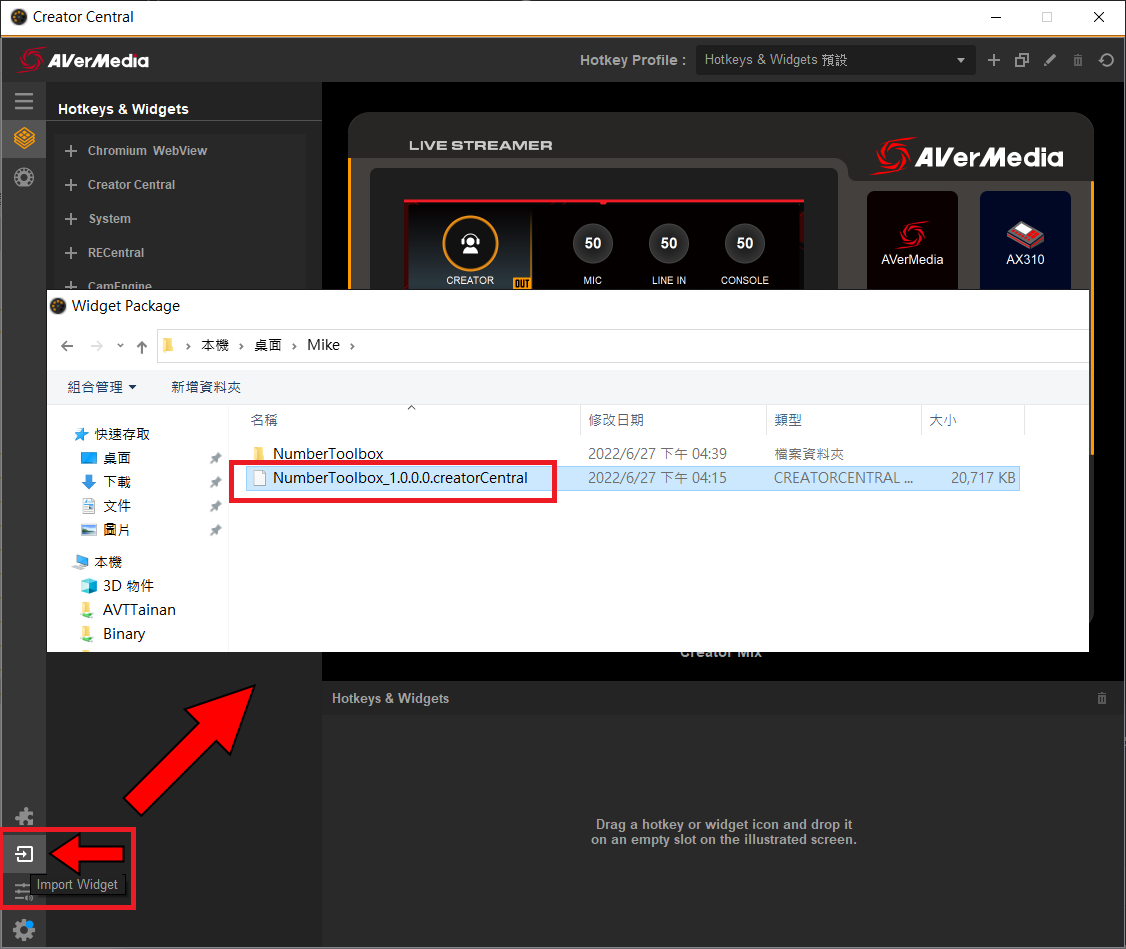 Creator Central
AVerMedia
Hotkey Profile :
Hotkeys & Widgets 預設
Hotkeys & Widgets
Chromium WebView
Creator Central
System
RECentral
CamEngine
LIVE STREAMER
AVerMedia
CREATOR
OUT
50
MIC
50
LINE IN
50
CONSOLE
AVerMedia
AX310
Widget Package
本機
桌面
Mike
組合管理
新增資料夾
名稱
修改日期
類型
大小
快速存取
桌面
下載
文件
圖片
本機
3D 物件
AVTTainan
Binary
NumberToolbox
2022/6/27 下午 04:39
檔案資料夾
NumberToolbox_1.0.0.0.creatorCentral
2022/6/27 下午 04:15
CREATORCENTRAL ...
20,717 KB
Creator Mix
Hotkeys & Widgets
Drag a hotkey or widget icon and drop it
on an empty slot on the illustrated screen.
Import Widget